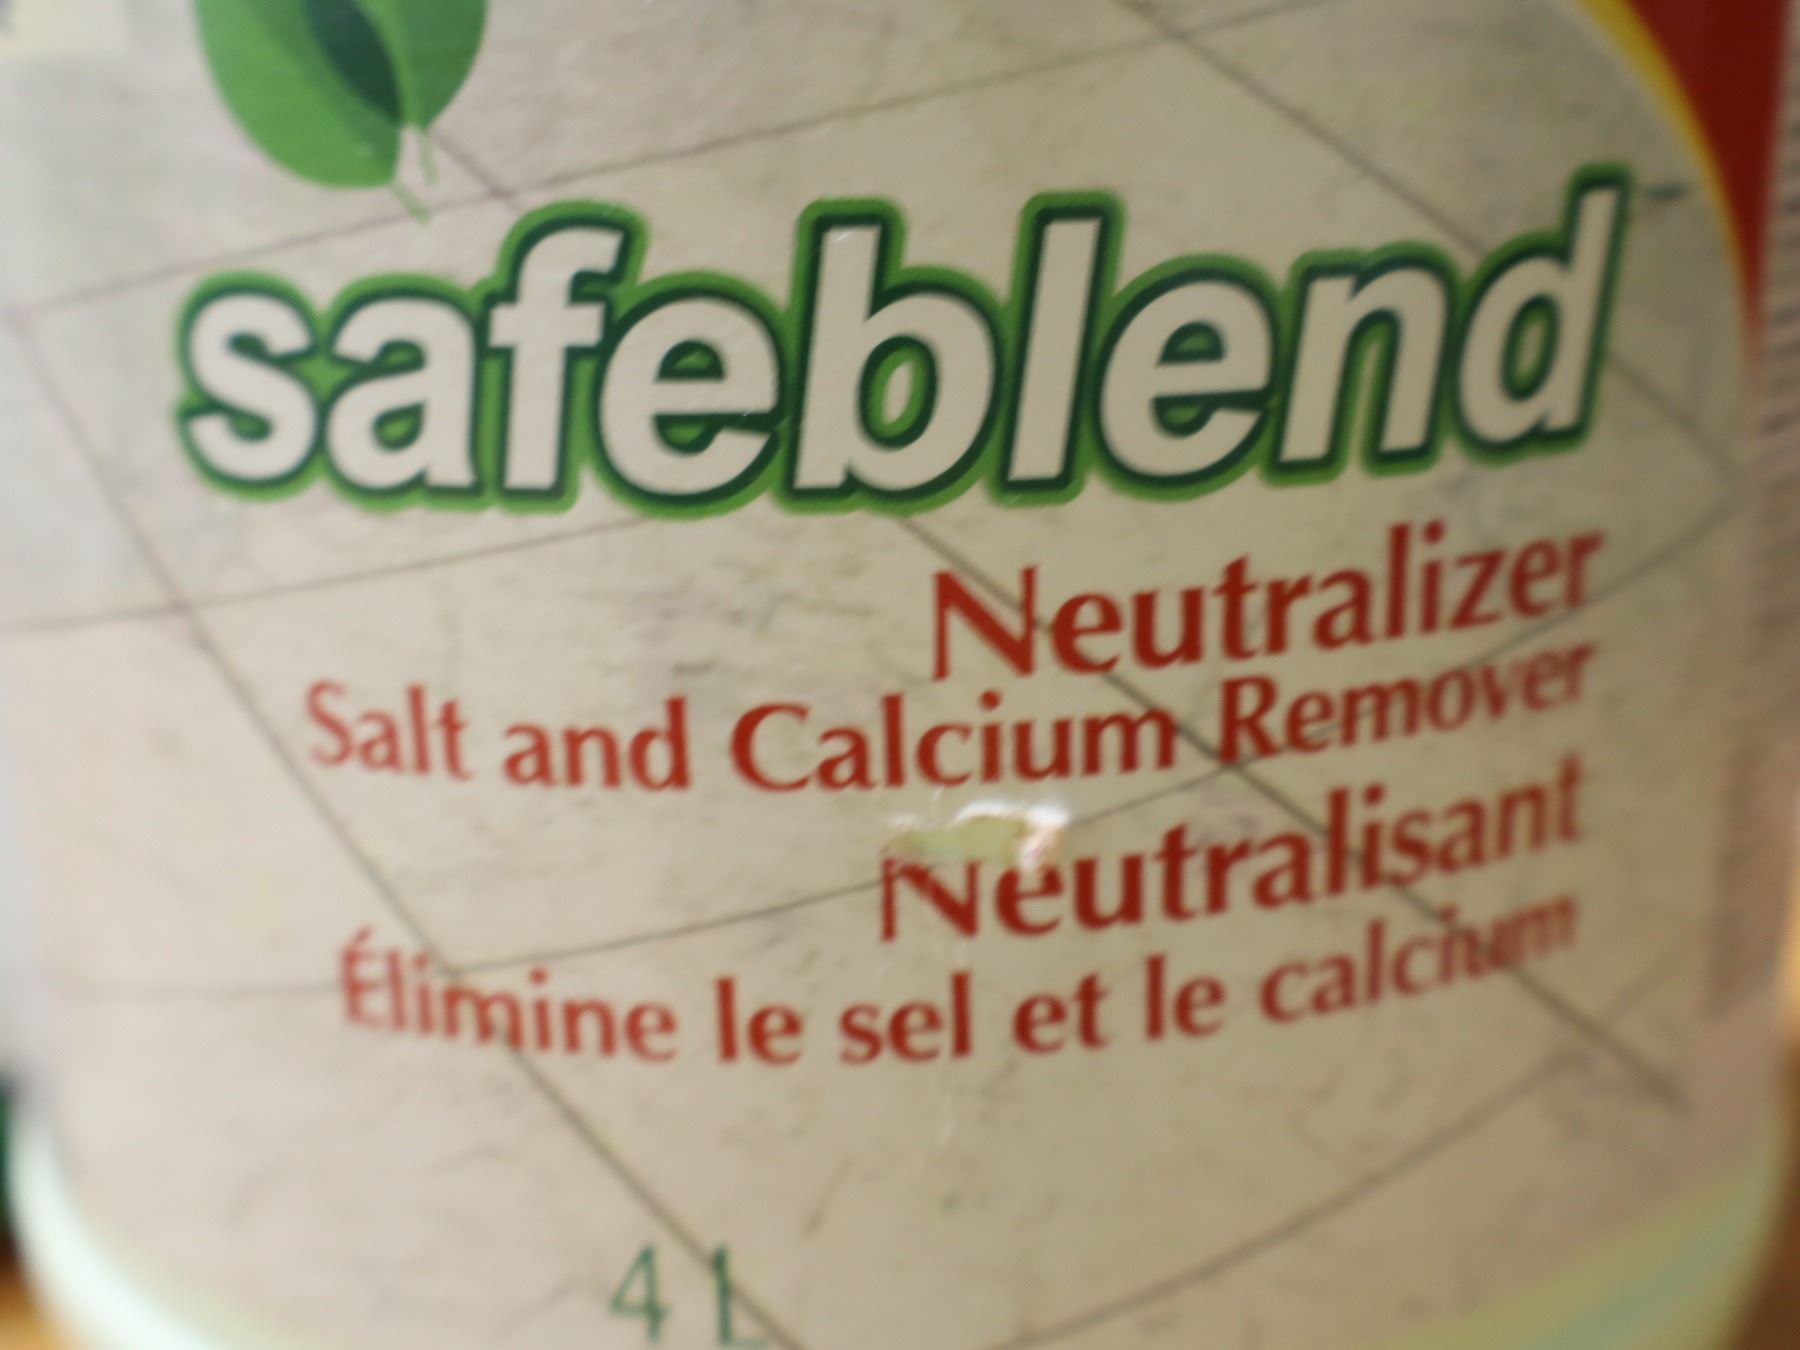 safeblend
Neutralizer
Salt and Calcium Remover
Neutralisant
Élimine le sel et le calcium
4 L